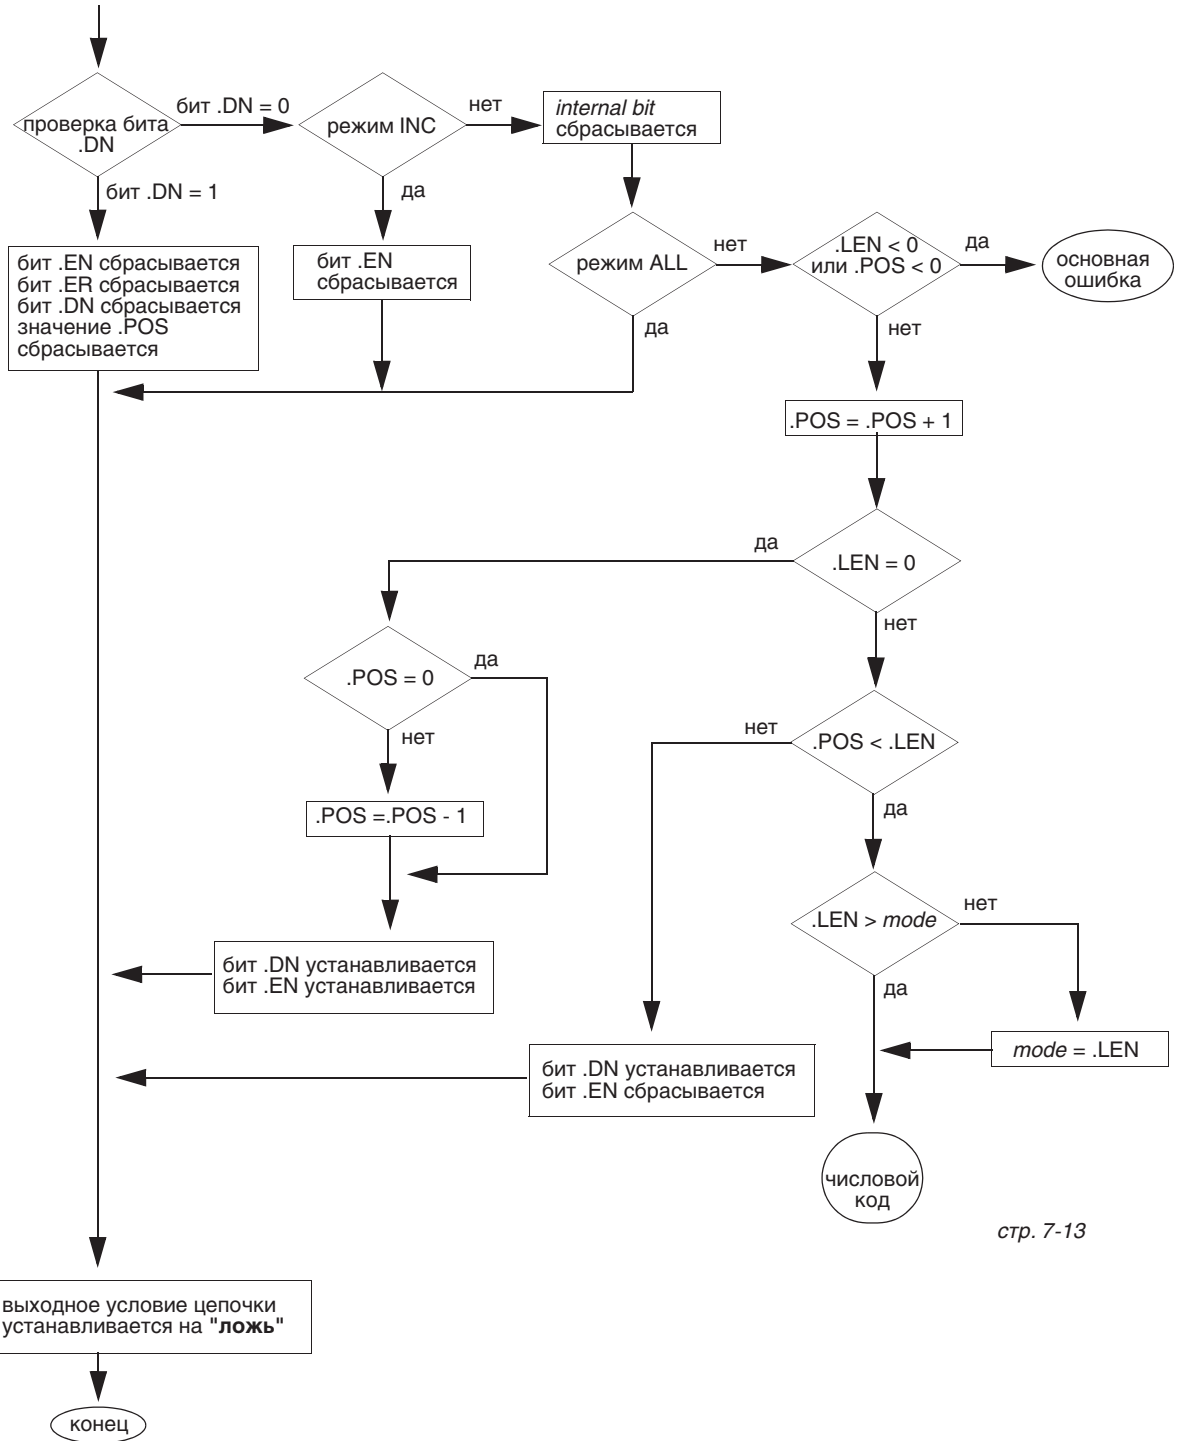 проверка бита
.DN
бит .DN = 0
режим INC
нет
internal bit
сбрасывается
бит .DN = 1
да
бит .EN сбрасывается
бит .ER сбрасывается
бит .DN сбрасывается
значение .POS
сбрасывается
бит .EN
сбрасывается
режим ALL
нет
.LEN < 0
или .POS < 0
да
основная
ошибка
да
нет
.POS = .POS + 1
да
.LEN = 0
нет
.POS = 0
да
нет
нет
.POS < .LEN
да
.POS =.POS - 1
.LEN > mode
нет
да
бит .DN устанавливается
бит .EN устанавливается
mode = .LEN
бит .DN устанавливается
бит .EN сбрасывается
числовой
код
стр. 7-13
выходное условие цепочки
устанавливается на "ложь"
конец